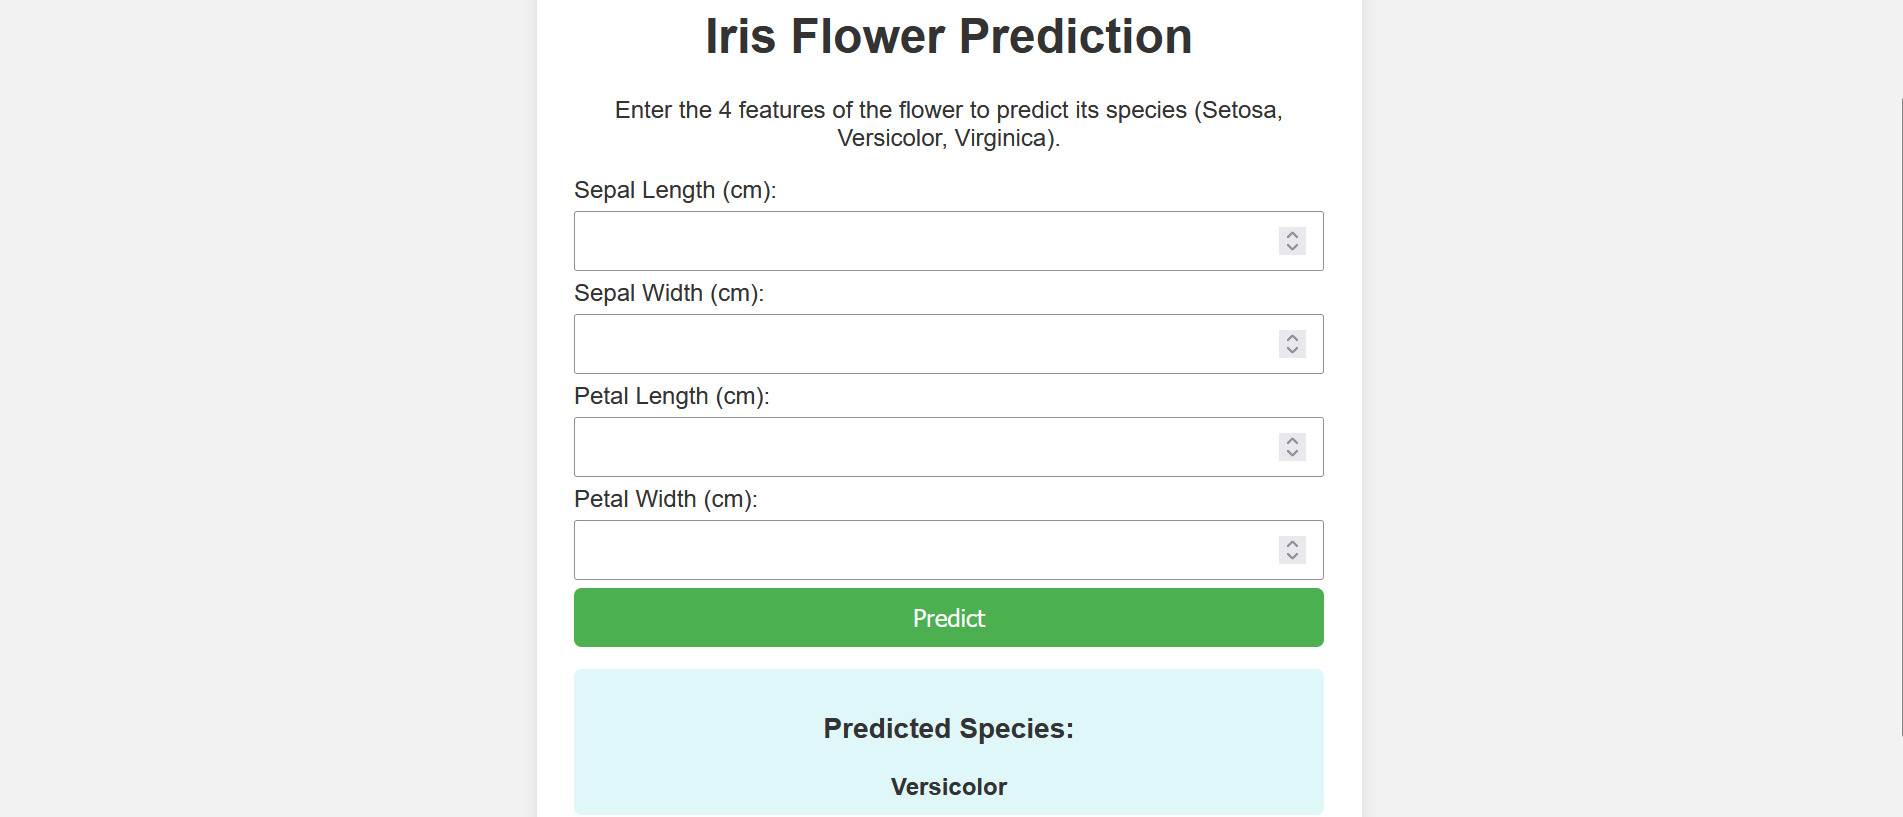 Iris Flower Prediction
Enter the 4 features of the flower to predict its species (Setosa,
Versicolor, Virginica).
Sepal Length (cm):
Sepal Width (cm):
Petal Length (cm):
Petal Width (cm):
Predict
Predicted Species:
Versicolor